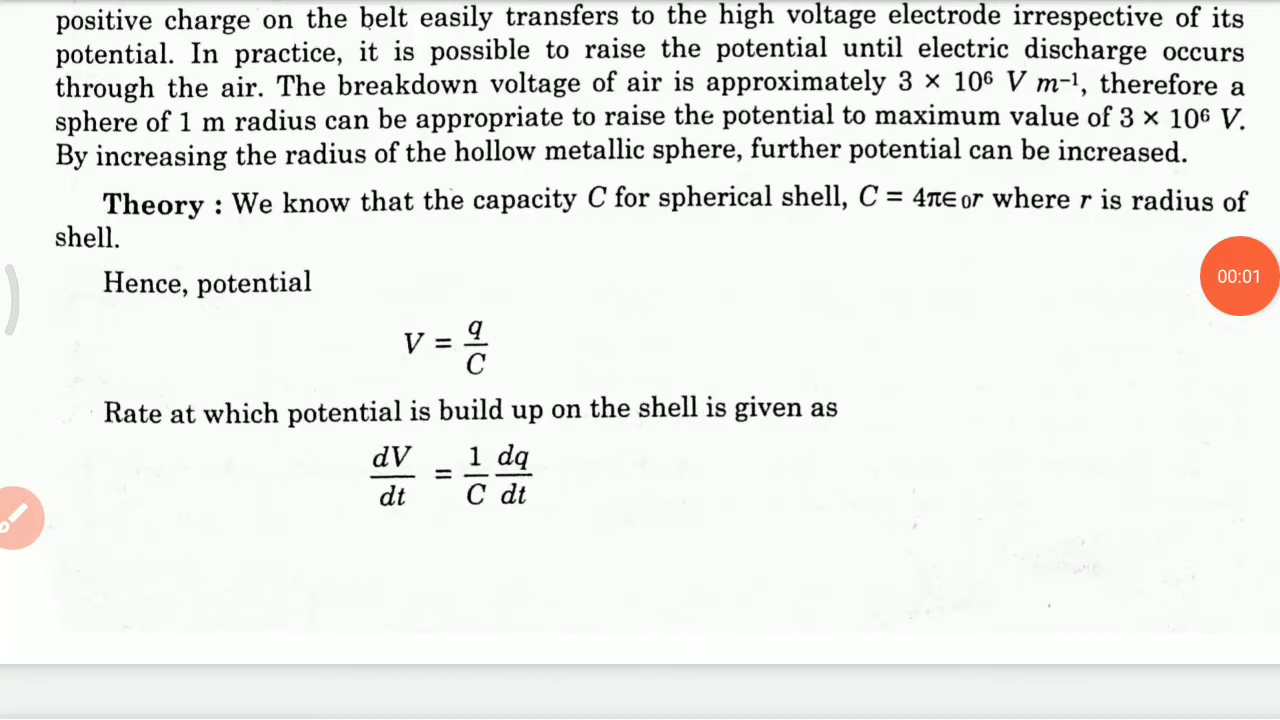 positive charge on the belt easily transfers to the high voltage electrode irrespective of its
potential. In practice, it is possible to raise the potential until electric discharge occurs
through the air. The breakdown voltage of air is approximately 3 × 10⁶ V m⁻¹, therefore a
sphere of 1 m radius can be appropriate to raise the potential to maximum value of 3 × 10⁶ V.
By increasing the radius of the hollow metallic sphere, further potential can be increased.
Theory : We know that the capacity C for spherical shell, C = 4π∈₀r where r is radius of
shell.
Hence, potential
00:01
V = q/C
Rate at which potential is build up on the shell is given as
dV/dt = 1/C dq/dt